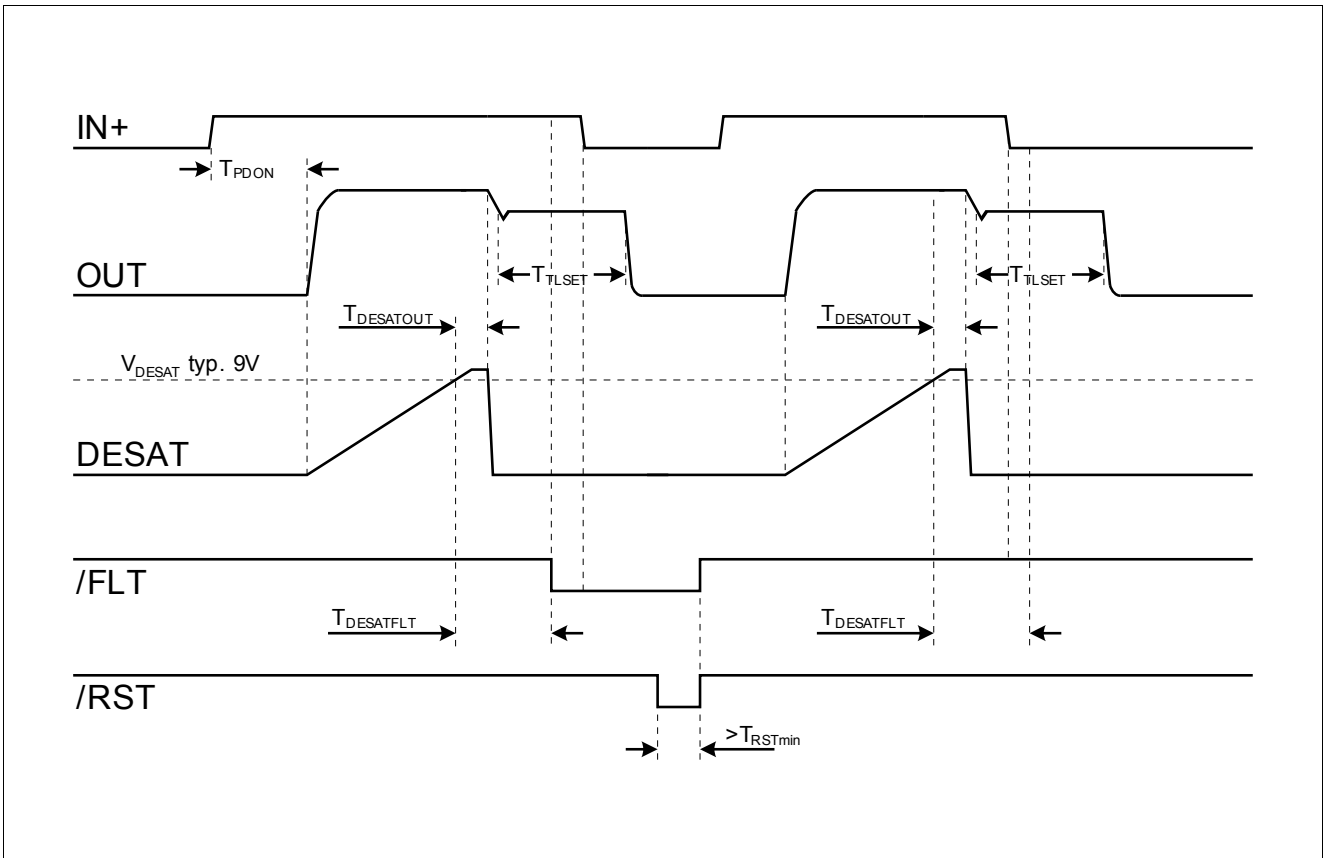 IN+
TPDON
OUT
TTLSET
TTLSET
TDESATOUT
TDESATOUT
VDESAT typ. 9V
DESAT
/FLT
TDESATFLT
TDESATFLT
/RST
>TRSTmin